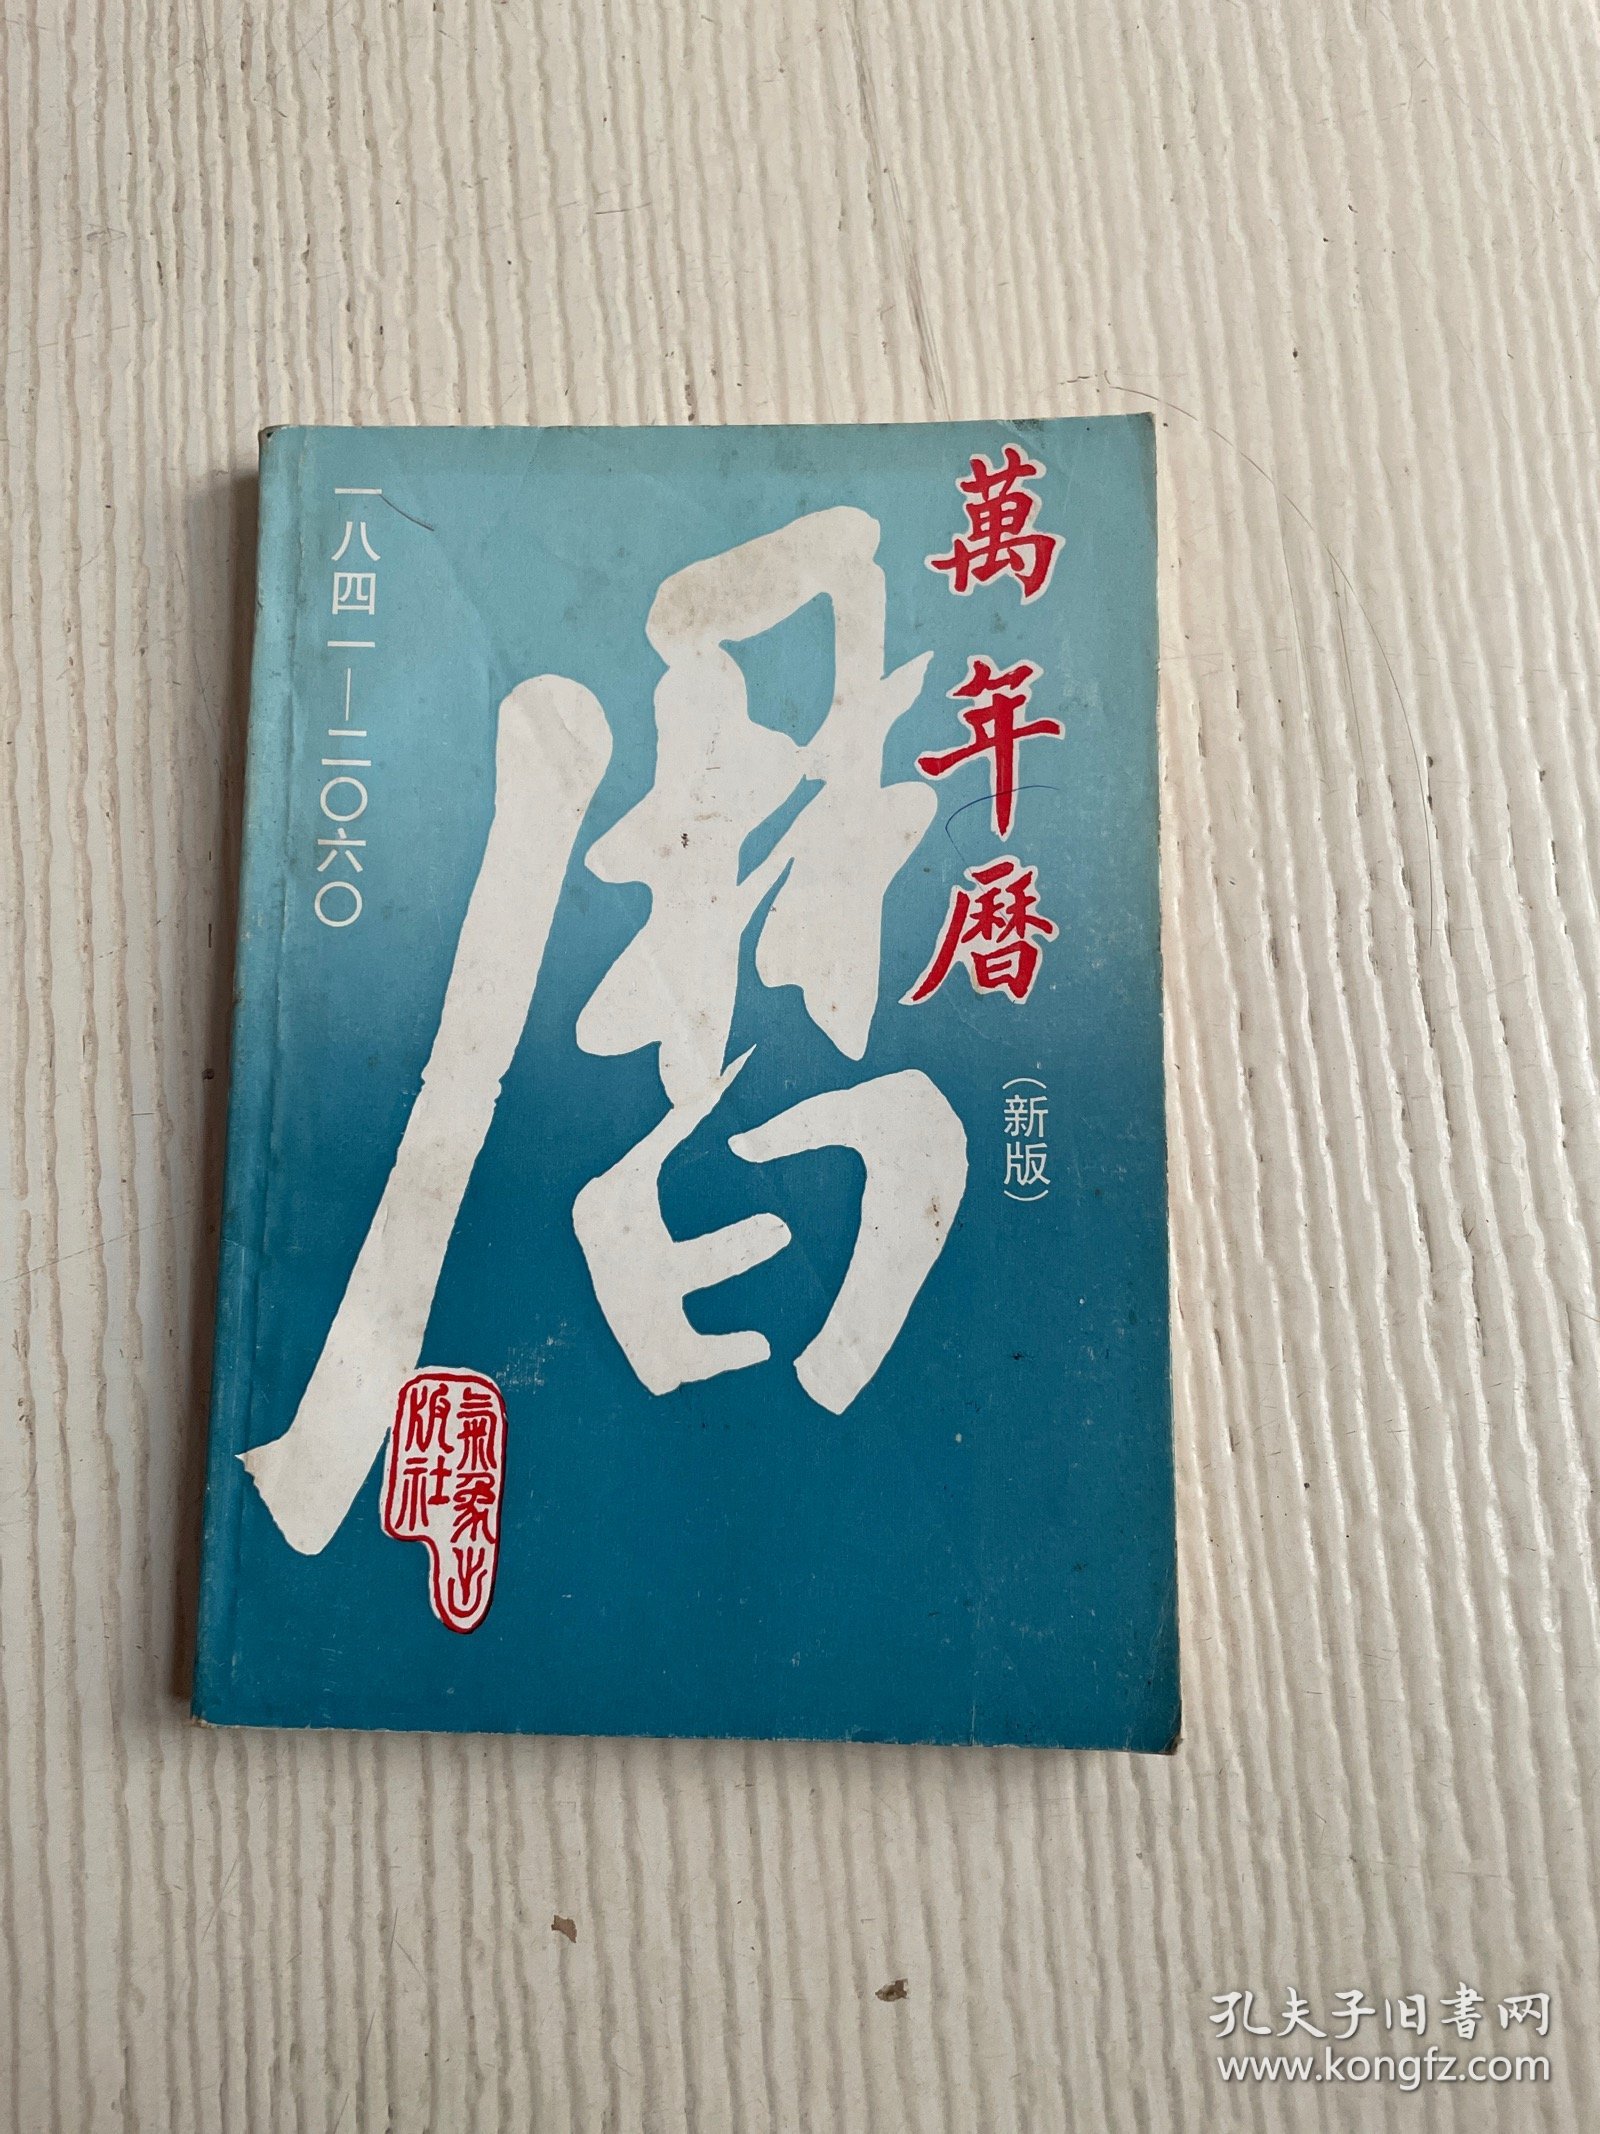 萬年曆
（新版）
曆
一八四一—二〇六〇
氣象出
版社
孔夫子旧書网
www.kongfz.com